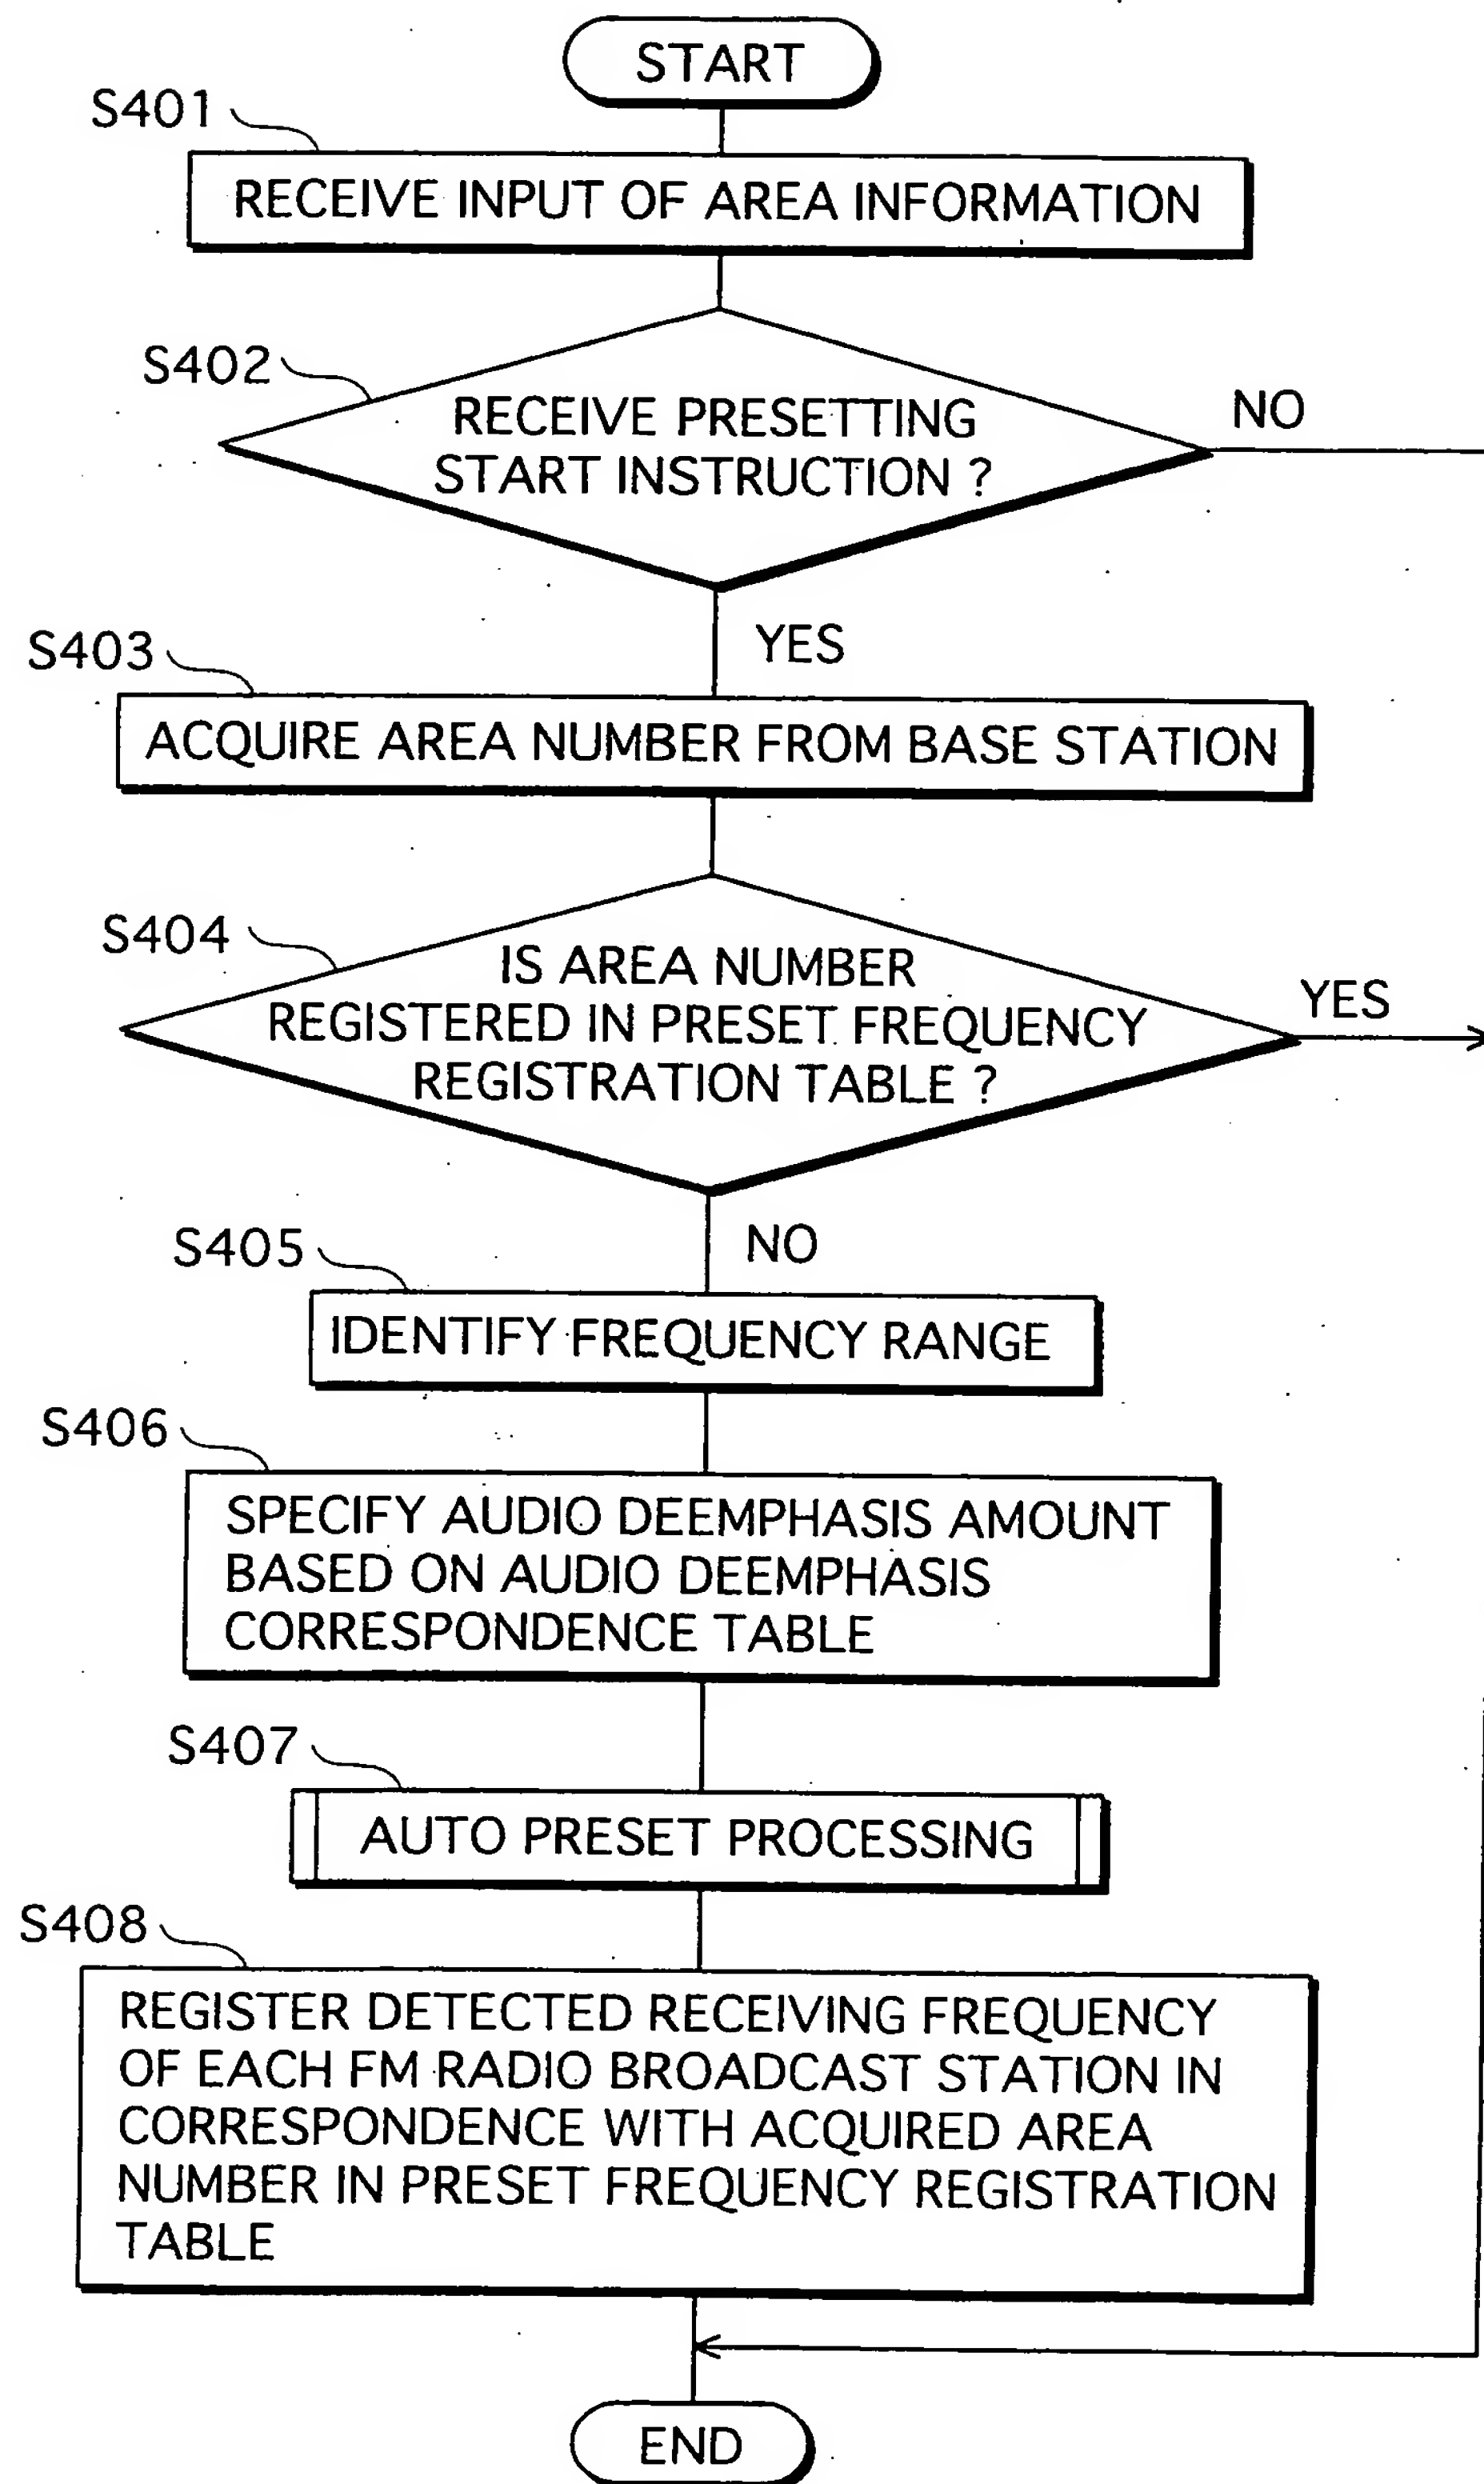 START
S401
RECEIVE INPUT OF AREA INFORMATION
S402
RECEIVE PRESETTING
START INSTRUCTION ?
NO
YES
S403
ACQUIRE AREA NUMBER FROM BASE STATION
S404
IS AREA NUMBER
REGISTERED IN PRESET FREQUENCY
REGISTRATION TABLE ?
YES
NO
S405
IDENTIFY FREQUENCY RANGE
S406
SPECIFY AUDIO DEEMPHASIS AMOUNT
BASED ON AUDIO DEEMPHASIS
CORRESPONDENCE TABLE
S407
AUTO PRESET PROCESSING
S408
REGISTER DETECTED RECEIVING FREQUENCY
OF EACH FM RADIO BROADCAST STATION IN
CORRESPONDENCE WITH ACQUIRED AREA
NUMBER IN PRESET FREQUENCY REGISTRATION
TABLE
END